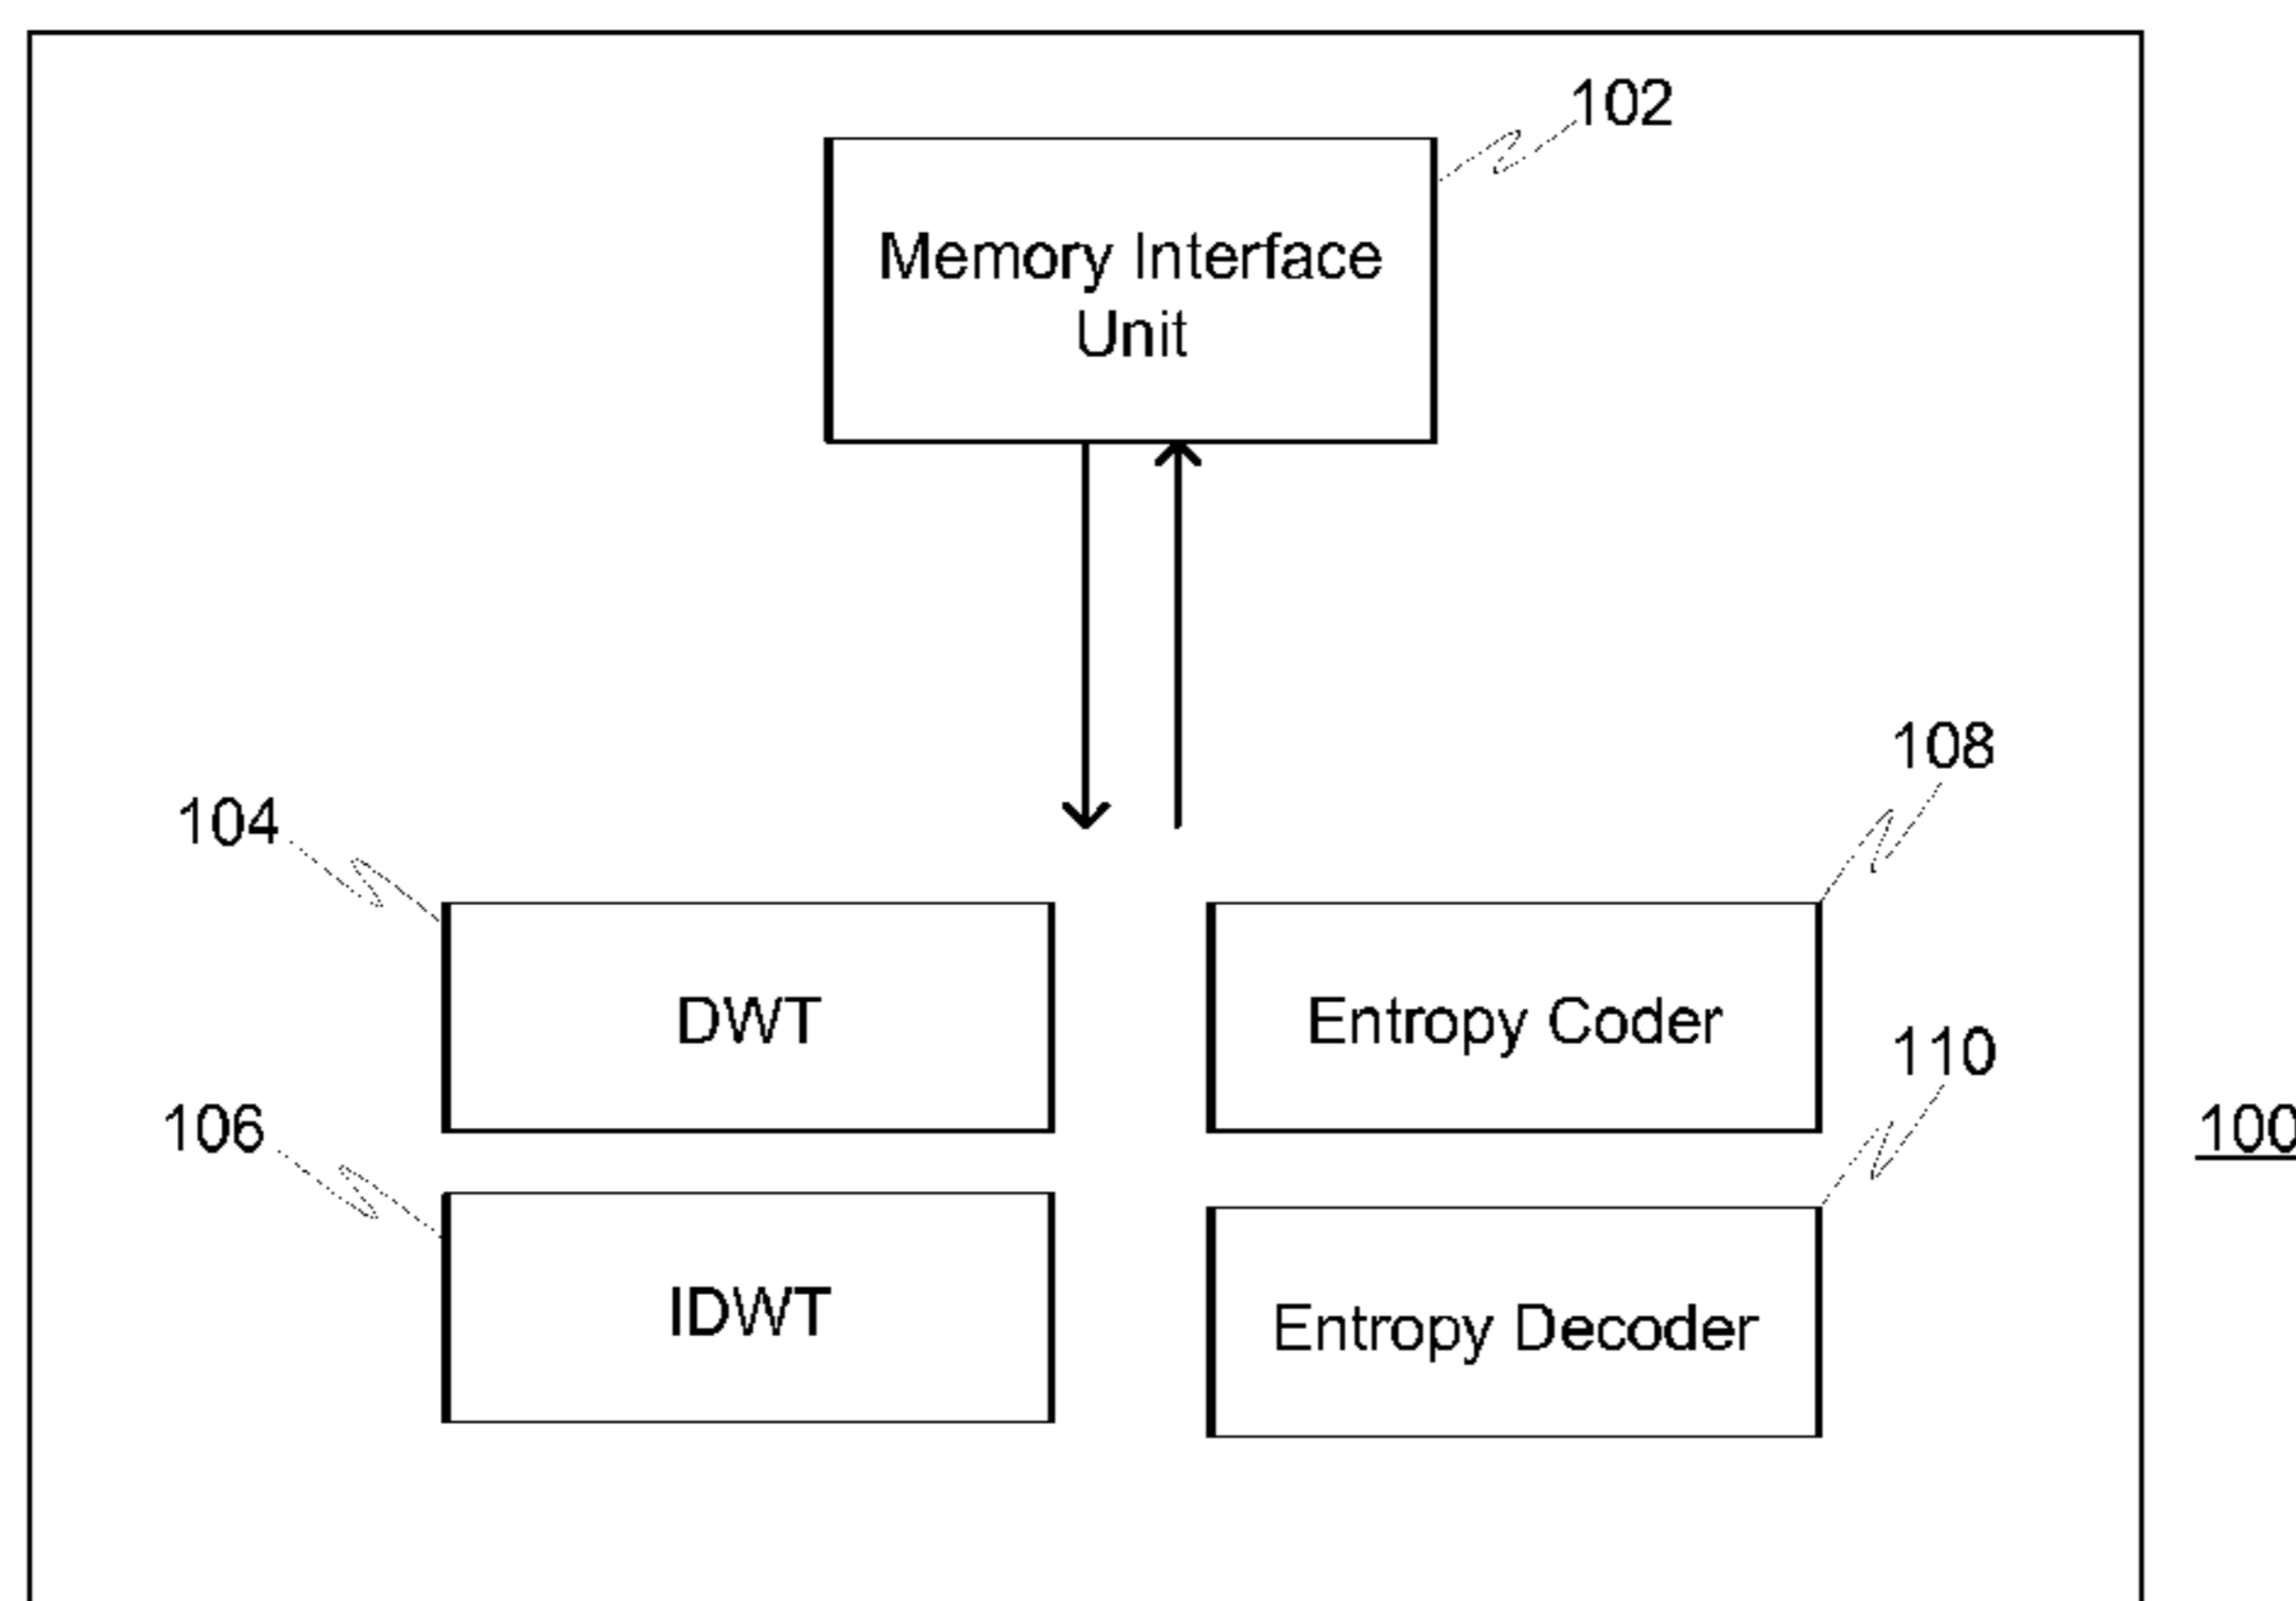 102
Memory Interface
Unit
108
104
DWT
Entropy Coder
110
106
100
IDWT
Entropy Decoder